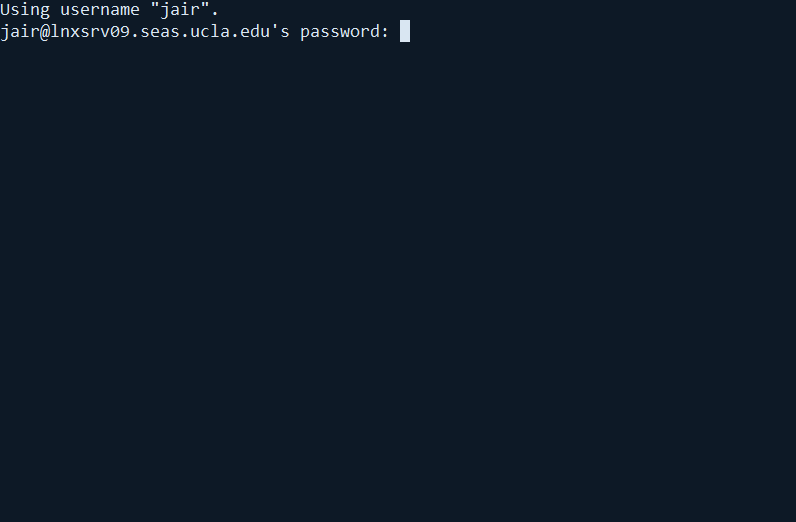 Using username "jair".
jair@lnxsrv09.seas.ucla.edu's password: